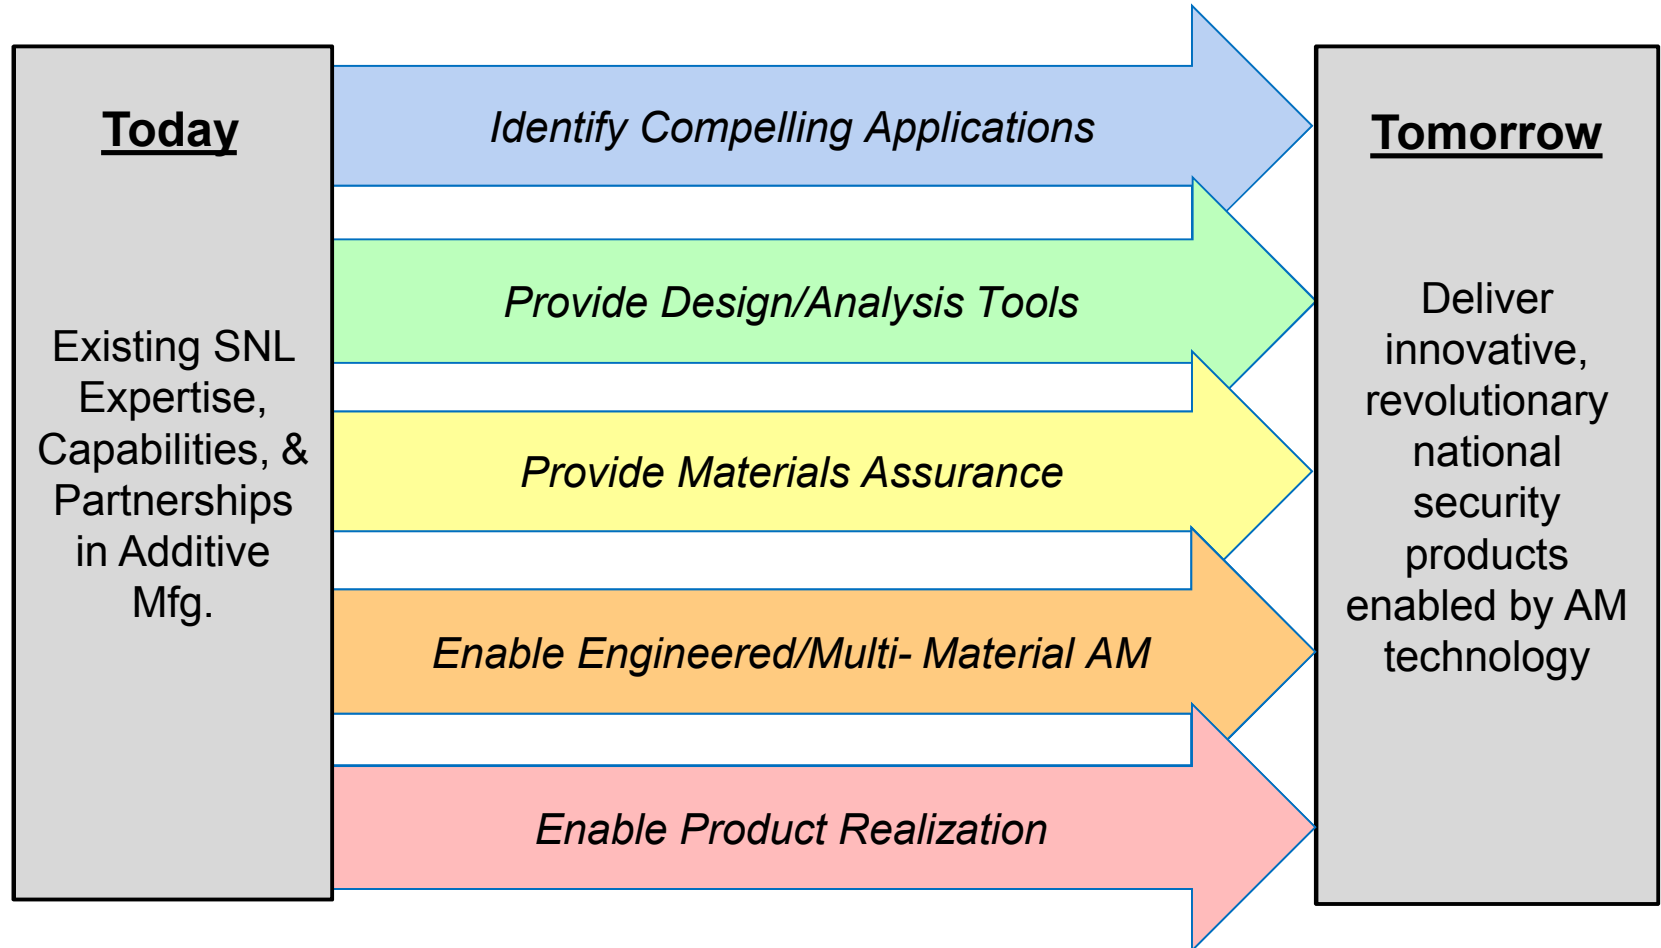 Today
Existing SNL
Expertise,
Capabilities, &
Partnerships
in Additive
Mfg.
Identify Compelling Applications
Provide Design/Analysis Tools
Provide Materials Assurance
Enable Engineered/Multi- Material AM
Enable Product Realization
Tomorrow
Deliver
innovative,
revolutionary
national
security
products
enabled by AM
technology